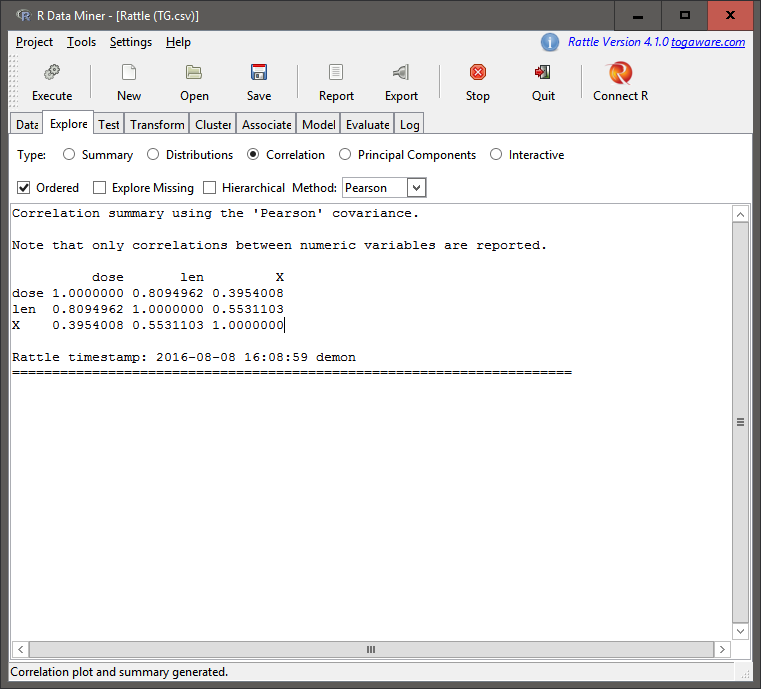 R Data Miner - [Rattle (TG.csv)]
Project Tools Settings Help
Rattle Version 4.1.0 togaware.com
Execute New Open Save Report Export Stop Quit Connect R
Data Explore Test Transform Cluster Associate Model Evaluate Log
Type: Summary Distributions Correlation Principal Components Interactive
Ordered Explore Missing Hierarchical Method: Pearson
Correlation summary using the 'Pearson' covariance.
Note that only correlations between numeric variables are reported.
dose len X
dose 1.0000000 0.8094962 0.3954008
len 0.8094962 1.0000000 0.5531103
X 0.3954008 0.5531103 1.0000000
Rattle timestamp: 2016-08-08 16:08:59 demon
======================================================================
Correlation plot and summary generated.